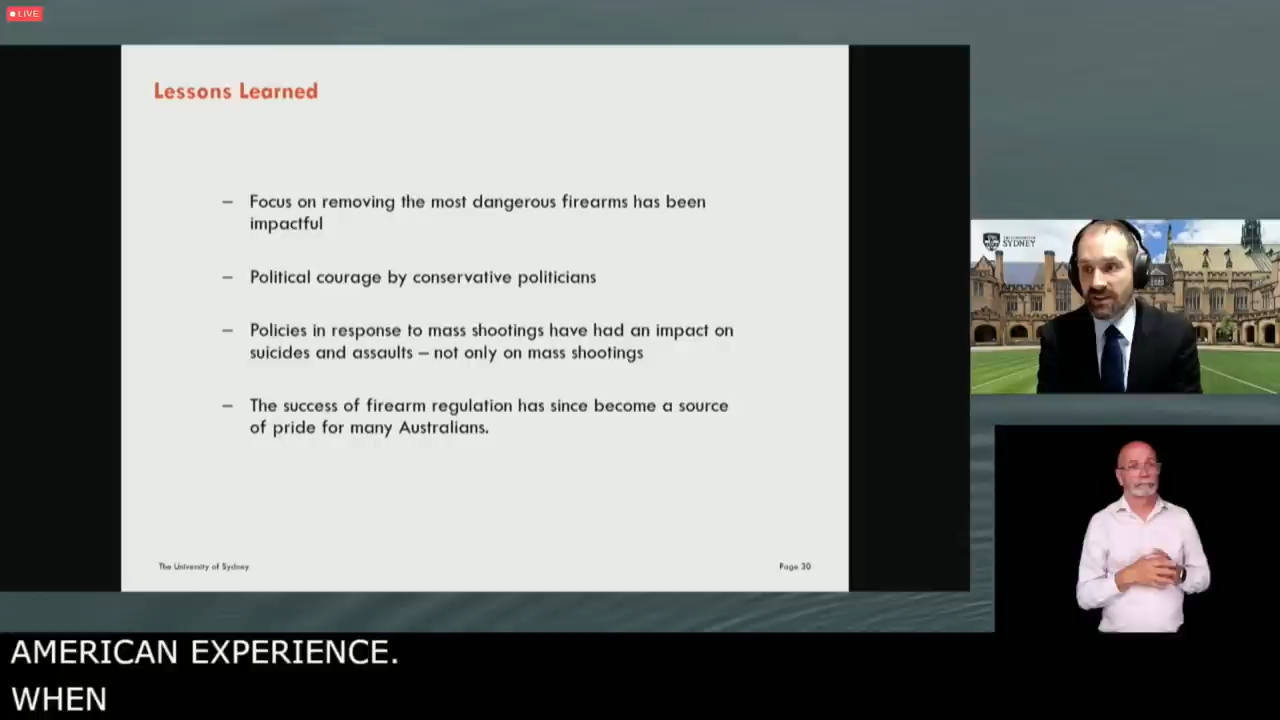 LIVE
Lessons Learned
– Focus on removing the most dangerous firearms has been
impactful
– Political courage by conservative politicians
– Policies in response to mass shootings have had an impact on
suicides and assaults – not only on mass shootings
– The success of firearm regulation has since become a source
of pride for many Australians.
The University of Sydney
Page 30
SYDNEY
AMERICAN EXPERIENCE.
WHEN